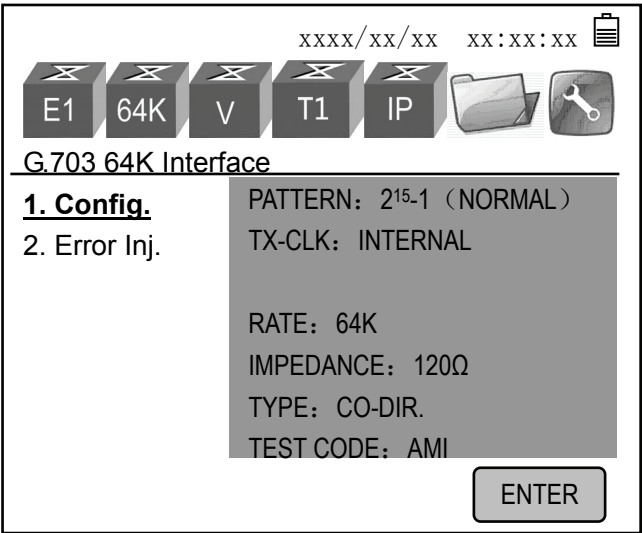 xxxx/xx/xx xx:xx:xx
E1 64K V T1 IP
G.703 64K Interface
1. Config.
2. Error Inj.
PATTERN：2¹⁵-1（NORMAL）
TX-CLK：INTERNAL
RATE：64K
IMPEDANCE：120Ω
TYPE：CO-DIR.
TEST CODE：AMI
ENTER